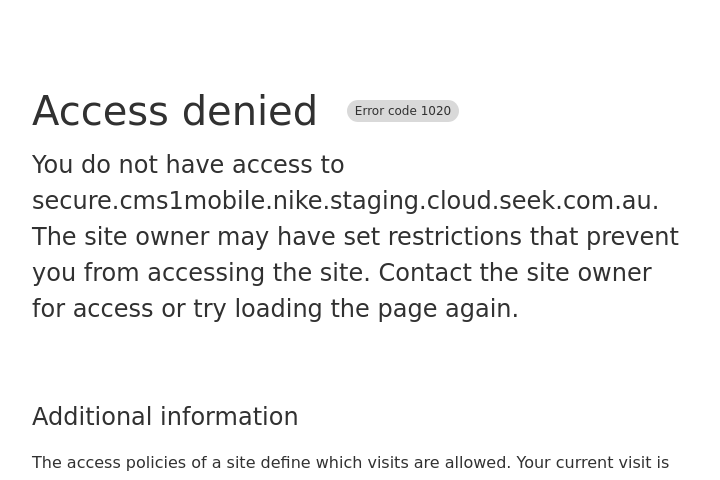 Access denied Error code 1020
You do not have access to
secure.cms1mobile.nike.staging.cloud.seek.com.au.
The site owner may have set restrictions that prevent
you from accessing the site. Contact the site owner
for access or try loading the page again.
Additional information
The access policies of a site define which visits are allowed. Your current visit is